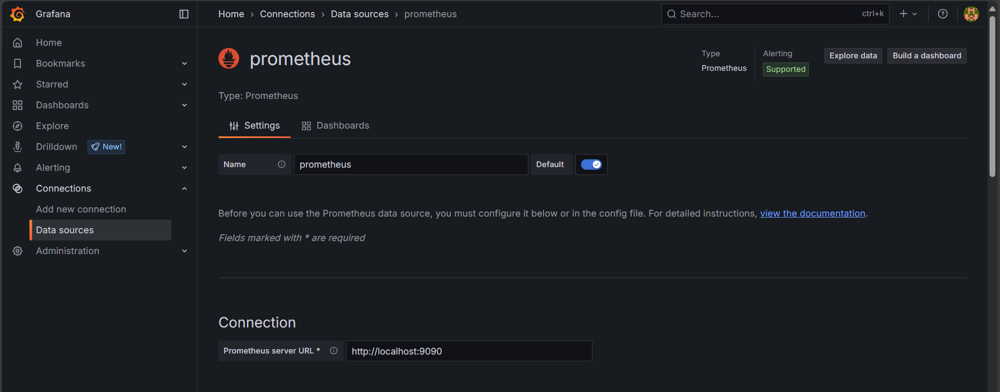 Grafana
Home › Connections › Data sources › prometheus
Search...
ctrl+k
Home
Bookmarks
Starred
Dashboards
Explore
Drilldown
New!
Alerting
Connections
Add new connection
Data sources
Administration
prometheus
Type
Prometheus
Alerting
Supported
Explore data
Build a dashboard
Type: Prometheus
Settings
Dashboards
Name
prometheus
Default
Before you can use the Prometheus data source, you must configure it below or in the config file. For detailed instructions, view the documentation.
Fields marked with * are required
Connection
Prometheus server URL *
http://localhost:9090